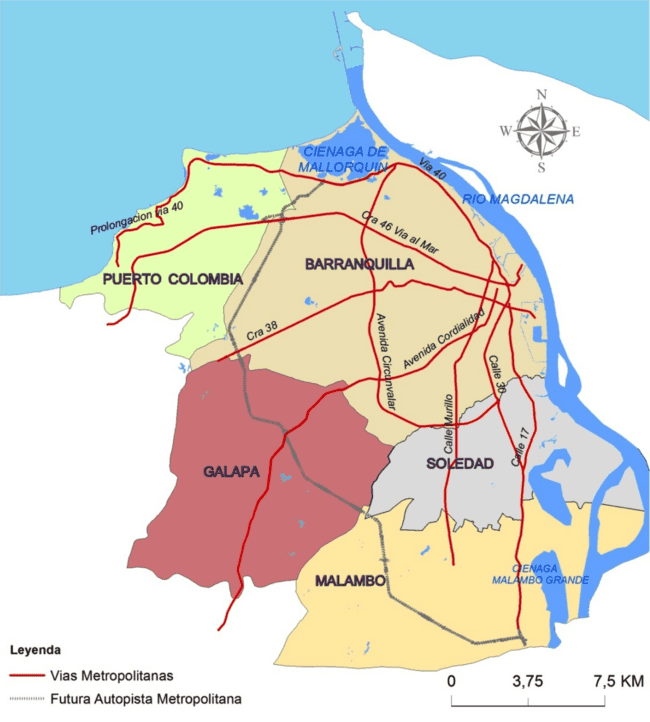 N
W
E
S
CIENAGA DE
MALLORQUIN
Via 40
RIO MAGDALENA
Prolongacion via 40
Cra 46 Via al Mar
PUERTO COLOMBIA
BARRANQUILLA
Cra 38
Avenida Cordialidad
Avenida Circunvalar
Calle 30
Calle Murillo
Calle 17
GALAPA
SOLEDAD
MALAMBO
CIENAGA
MALAMBO GRANDE
Leyenda
Vias Metropolitanas
Futura Autopista Metropolitana
0 3,75 7,5 KM